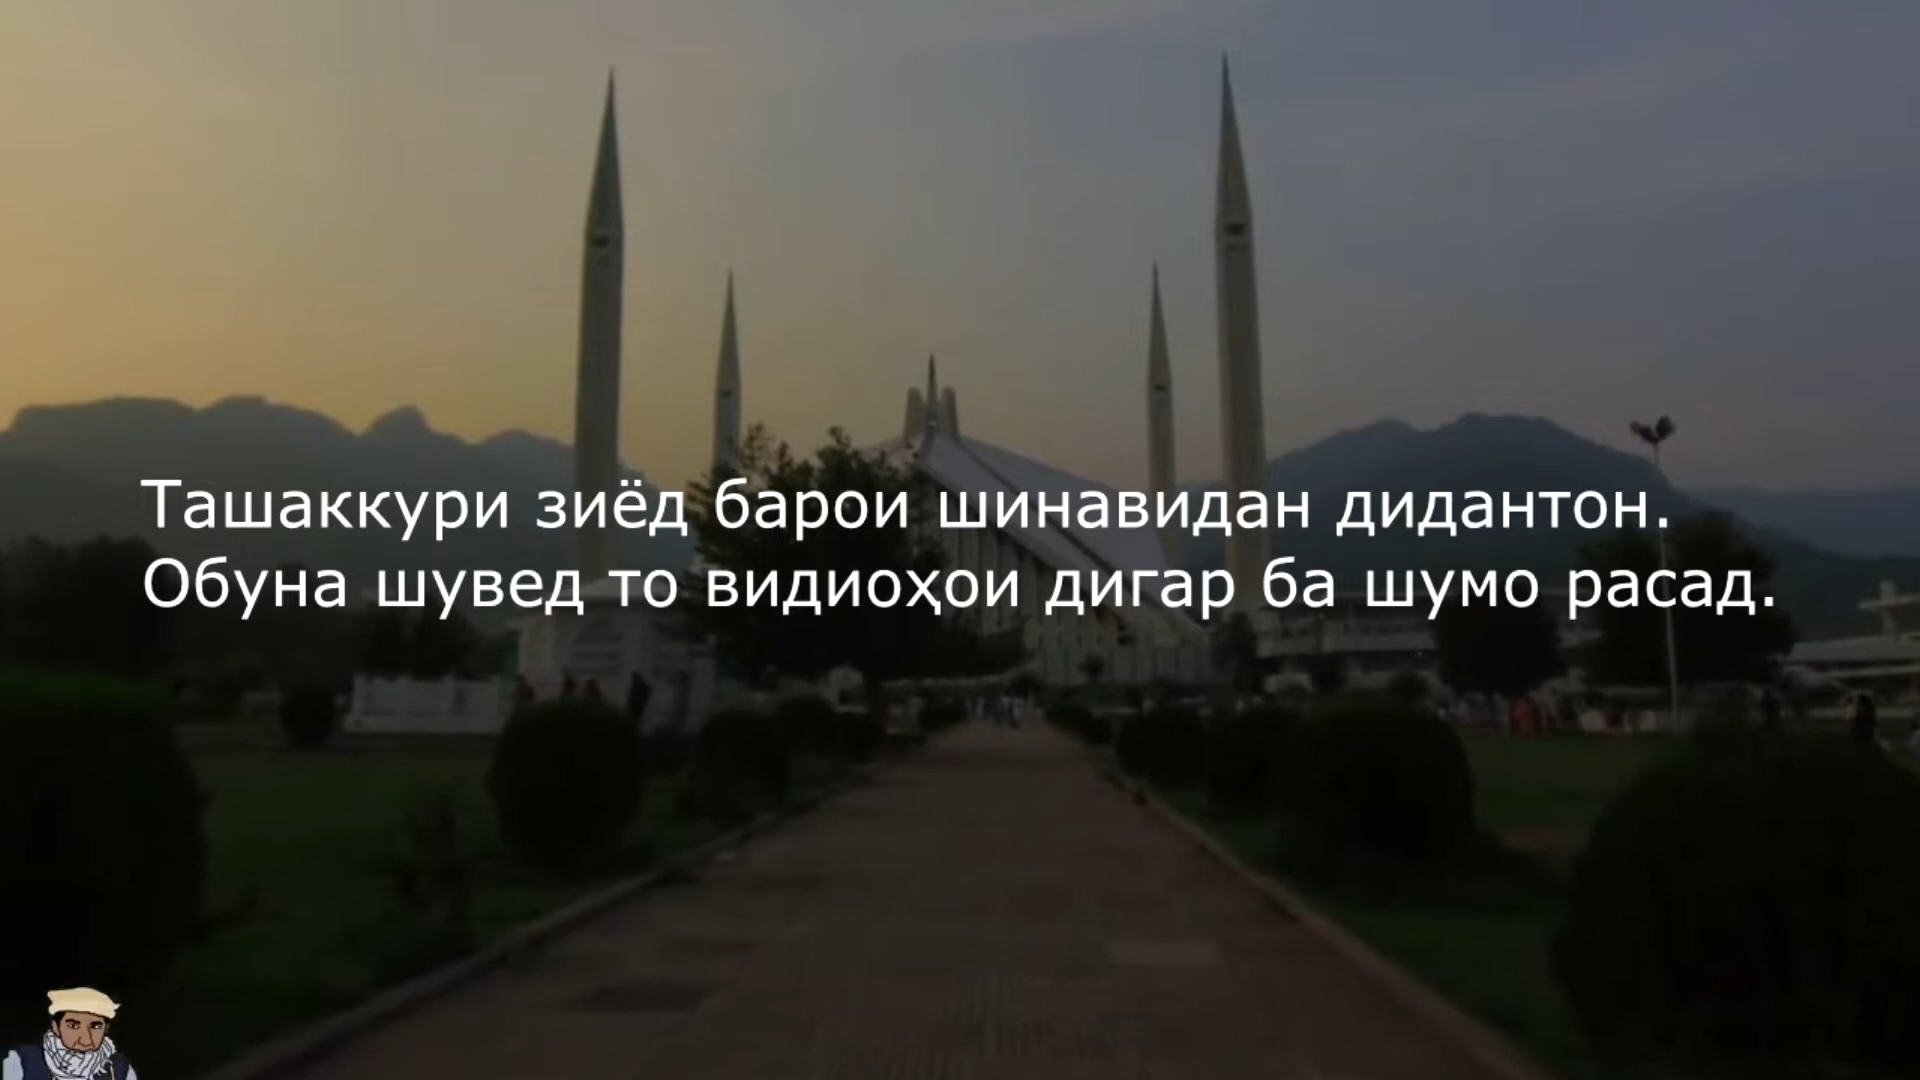 Ташаккури зиёд барои шинавидан дидантон.
Обуна шувед то видиоҳои дигар ба шумо расад.